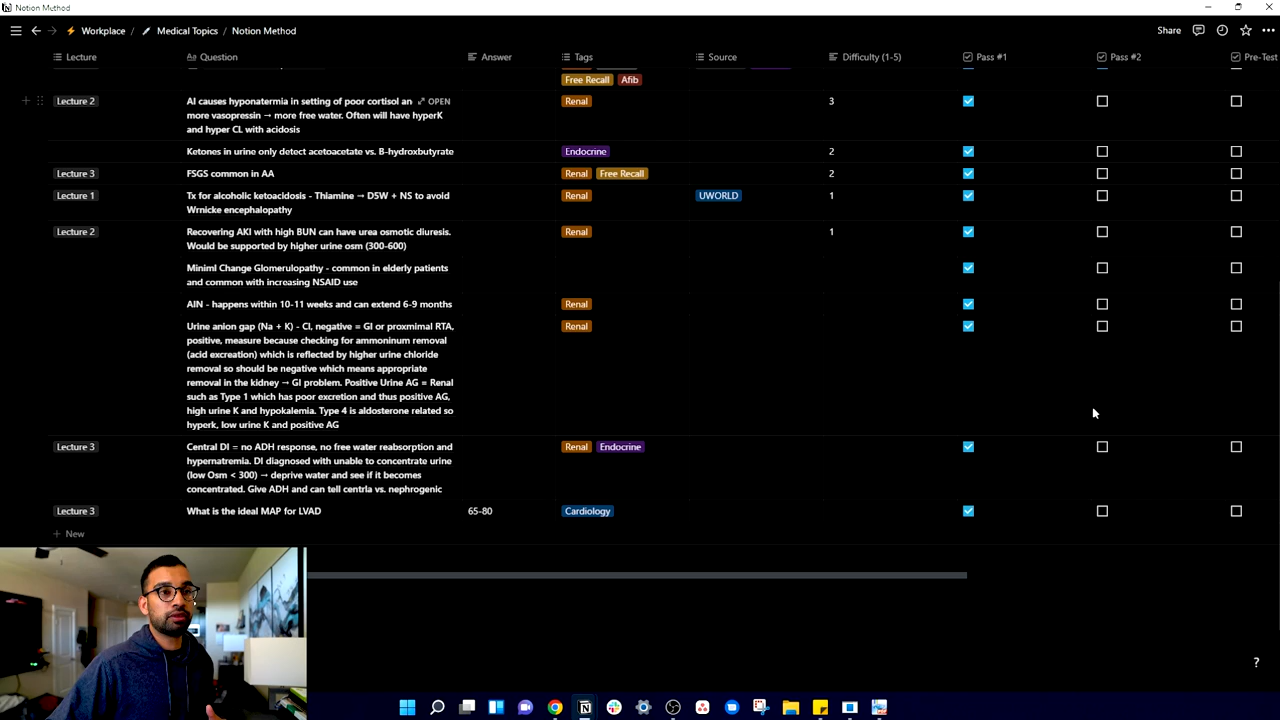 Notion Method
Workplace / Medical Topics / Notion Method
Share
Lecture Question Answer Tags Source Difficulty (1-5) Pass #1 Pass #2 Pre-Test
Free Recall Afib
Lecture 2 AI causes hyponatermia in setting of poor cortisol an OPEN Renal 3
more vasopressin → more free water. Often will have hyperK
and hyper CL with acidosis
Ketones in urine only detect acetoacetate vs. B-hydroxbutyrate Endocrine 2
Lecture 3 FSGS common in AA Renal Free Recall 2
Lecture 1 Tx for alcoholic ketoacidosis - Thiamine → D5W + NS to avoid Renal UWORLD 1
Wrnicke encephalopathy
Lecture 2 Recovering AKI with high BUN can have urea osmotic diuresis. Renal 1
Would be supported by higher urine osm (300-600)
Miniml Change Glomerulopathy - common in elderly patients
and common with increasing NSAID use
AIN - happens within 10-11 weeks and can extend 6-9 months Renal
Urine anion gap (Na + K) - Cl, negative = GI or proxmimal RTA, Renal
positive, measure because checking for ammoninum removal
(acid excreation) which is reflected by higher urine chloride
removal so should be negative which means appropriate
removal in the kidney → GI problem. Positive Urine AG = Renal
such as Type 1 which has poor excretion and thus positive AG,
high urine K and hypokalemia. Type 4 is aldosterone related so
hyperk, low urine K and positive AG
Lecture 3 Central DI = no ADH response, no free water reabsorption and Renal Endocrine
hypernatremia. DI diagnosed with unable to concentrate urine
(low Osm < 300) → deprive water and see if it becomes
concentrated. Give ADH and can tell centrla vs. nephrogenic
Lecture 3 What is the ideal MAP for LVAD 65-80 Cardiology
+ New
?